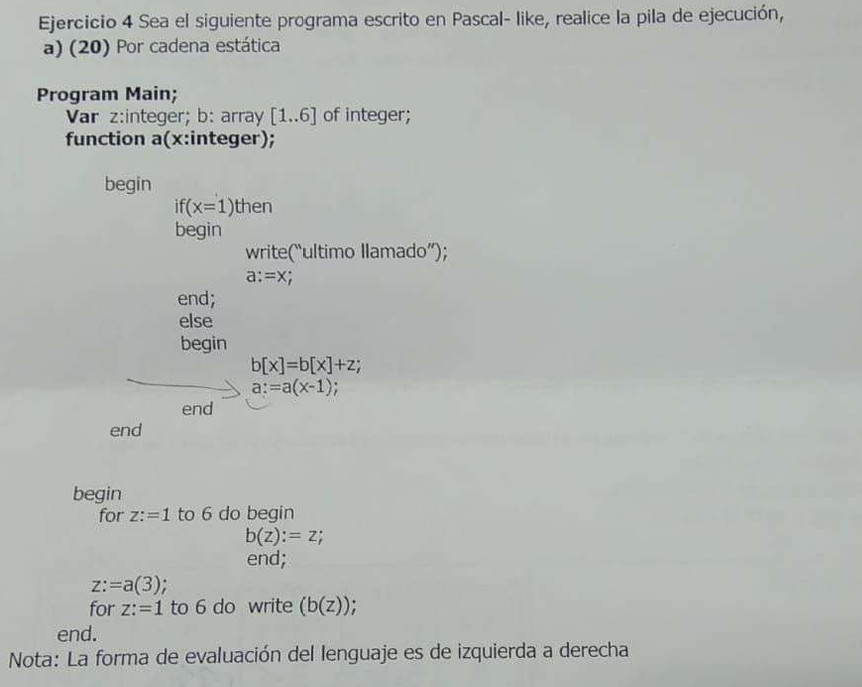 Ejercicio 4 Sea el siguiente programa escrito en Pascal- like, realice la pila de ejecución,
a) (20) Por cadena estática
Program Main;
Var z:integer; b: array [1..6] of integer;
function a(x:integer);
begin
if(x=1)then
begin
write("ultimo llamado");
a:=x;
end;
else
begin
b[x]=b[x]+z;
a:=a(x-1);
end
end
begin
for z:=1 to 6 do begin
b(z):= z;
end;
z:=a(3);
for z:=1 to 6 do write (b(z));
end.
Nota: La forma de evaluación del lenguaje es de izquierda a derecha